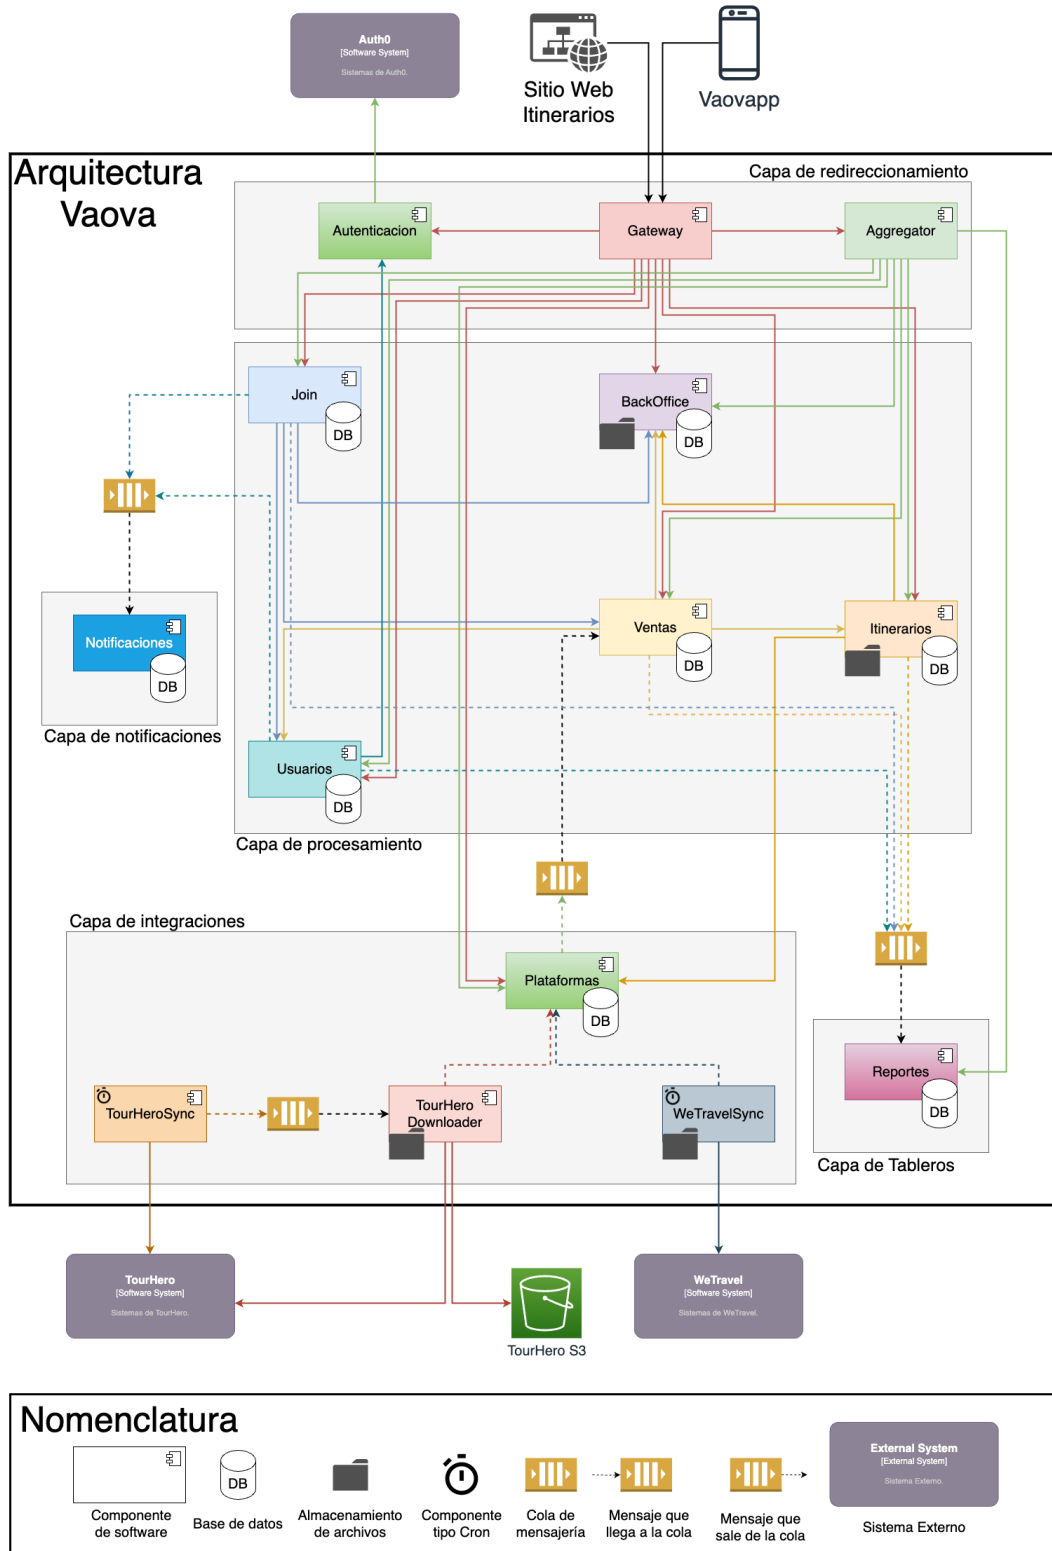 Auth0
[Software System]
Sistemas de Auth0.
Sitio Web
Itinerarios
Vaovapp
Arquitectura
Vaova
Capa de redireccionamiento
Autenticacion
Gateway
Aggregator
Join
DB
BackOffice
DB
Notificaciones
DB
Capa de notificaciones
Ventas
DB
Itinerarios
DB
Usuarios
DB
Capa de procesamiento
Capa de integraciones
Plataformas
DB
TourHeroSync
TourHero
Downloader
WeTravelSync
Reportes
DB
Capa de Tableros
TourHero
[Software System]
Sistemas de TourHero.
TourHero S3
WeTravel
[Software System]
Sistemas de WeTravel.
Nomenclatura
Componente
de software
DB
Base de datos
Almacenamiento
de archivos
Componente
tipo Cron
Cola de
mensajería
Mensaje que
llega a la cola
Mensaje que
sale de la cola
External System
[External System]
Sistema Externo.
Sistema Externo